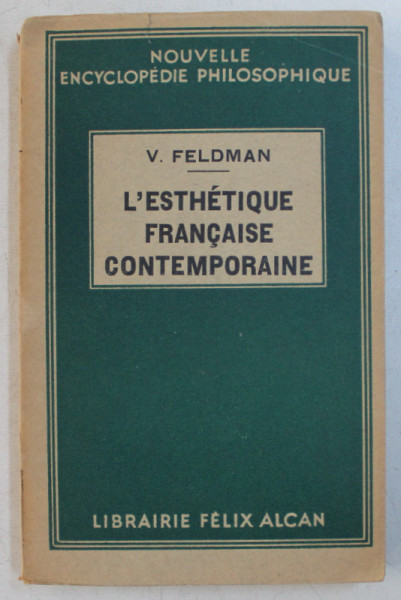 NOUVELLE
ENCYCLOPÉDIE PHILOSOPHIQUE
V. FELDMAN
L'ESTHÉTIQUE
FRANÇAISE
CONTEMPORAINE
LIBRAIRIE FÉLIX ALCAN